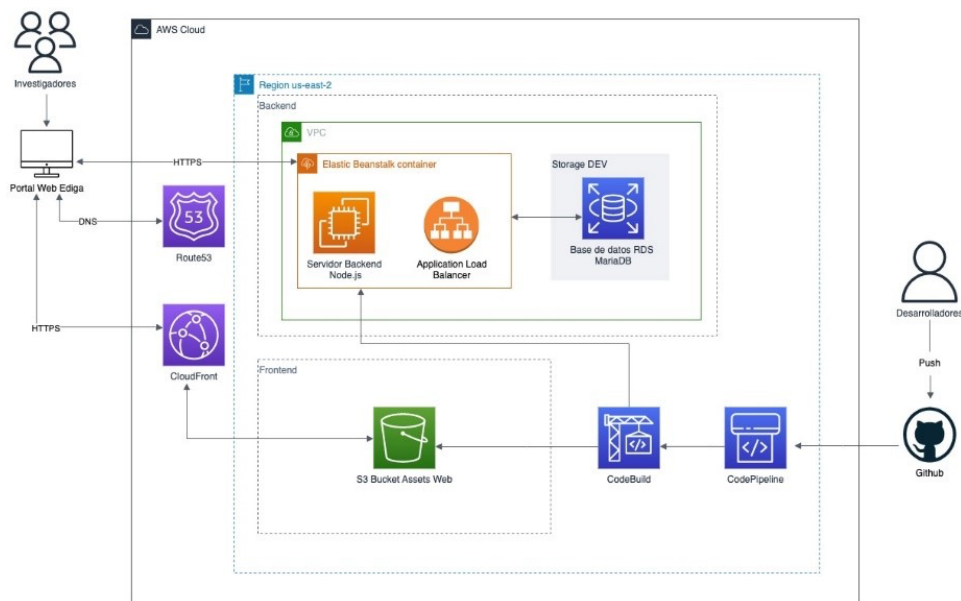 AWS Cloud
Investigadores
Region us-east-2
Backend
VPC
Portal Web Ediga
HTTPS
Elastic Beanstalk container
Storage DEV
53
DNS
Route53
Servidor Backend
Node.js
Application Load
Balancer
Base de datos RDS
MariaDB
Desarrolladores
HTTPS
CloudFront
Frontend
Push
S3 Bucket Assets Web
CodeBuild
CodePipeline
Github